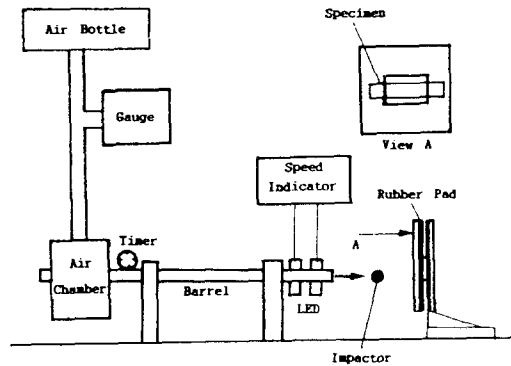 Air Bottle
Gauge
Specimen
View A
Speed
Indicator
Rubber Pad
A
Timer
Air
Chamber
Barrel
LED
Impactor